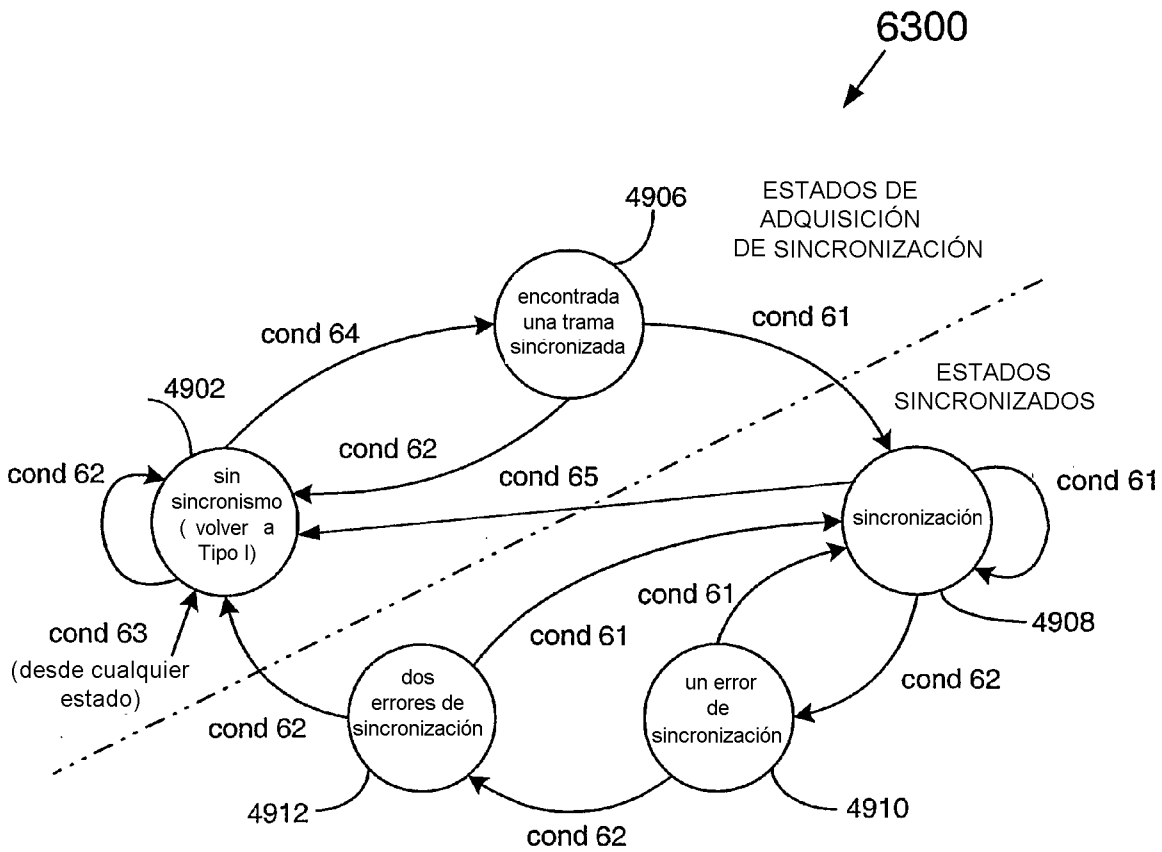 6300
ESTADOS DE
ADQUISICIÓN
DE SINCRONIZACIÓN
4906
encontrada
una trama
sincronizada
cond 64
cond 61
ESTADOS
SINCRONIZADOS
4902
cond 62
cond 62
cond 65
cond 61
sin
sincronismo
( volver a
Tipo I)
sincronización
cond 61
cond 63
(desde cualquier
estado)
cond 61
4908
cond 62
cond 62
dos
errores de
sincronización
un error
de
sincronización
4912
cond 62
4910